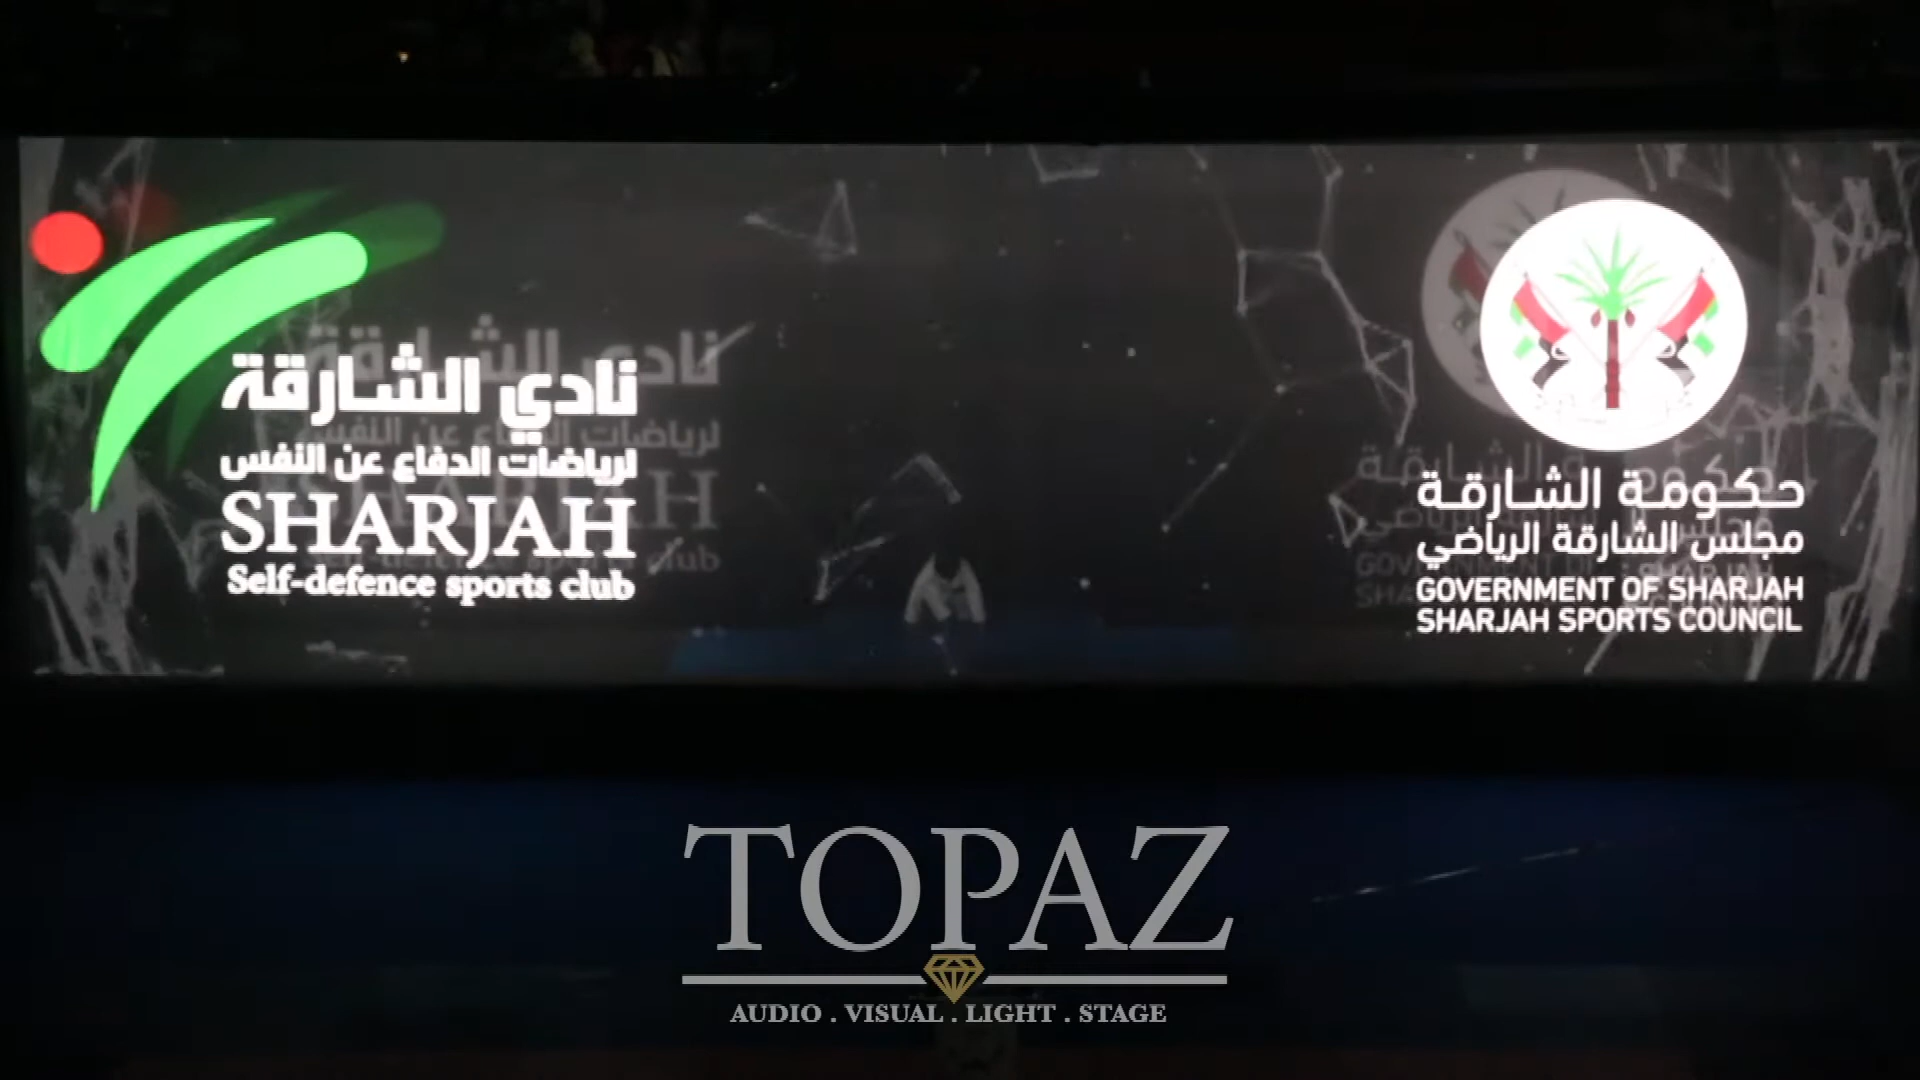 نادي الشارقة
لرياضات الدفاع عن النفس
SHARJAH
Self-defence sports club
حكومة الشارقة
مجلس الشارقة الرياضي
GOVERNMENT OF SHARJAH
SHARJAH SPORTS COUNCIL
TOPAZ
AUDIO . VISUAL . LIGHT . STAGE